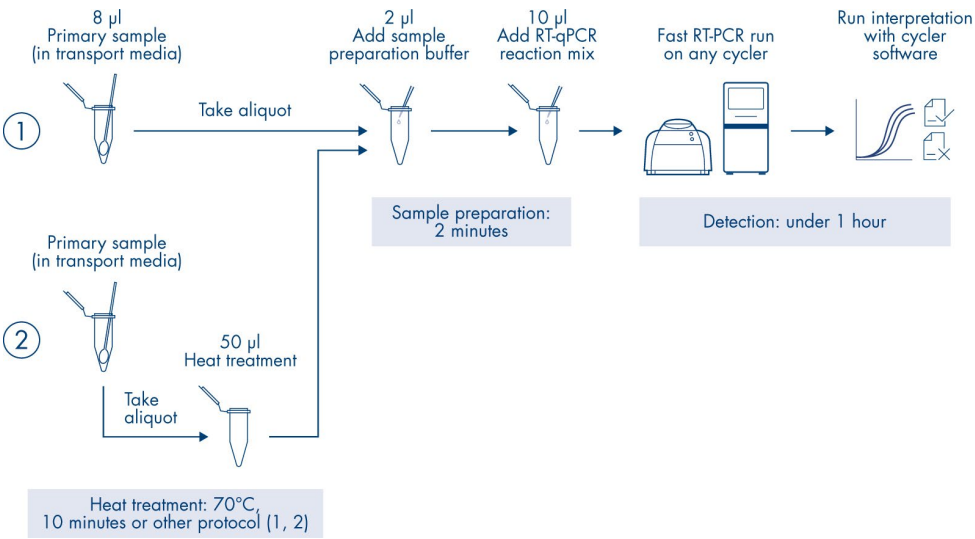 8 µl
Primary sample
(in transport media)
2 µl
Add sample
preparation buffer
10 µl
Add RT-qPCR
reaction mix
Fast RT-PCR run
on any cycler
Run interpretation
with cycler
software
1
Take aliquot
Sample preparation:
2 minutes
Detection: under 1 hour
Primary sample
(in transport media)
2
50 µl
Heat treatment
Take
aliquot
Heat treatment: 70°C,
10 minutes or other protocol (1, 2)